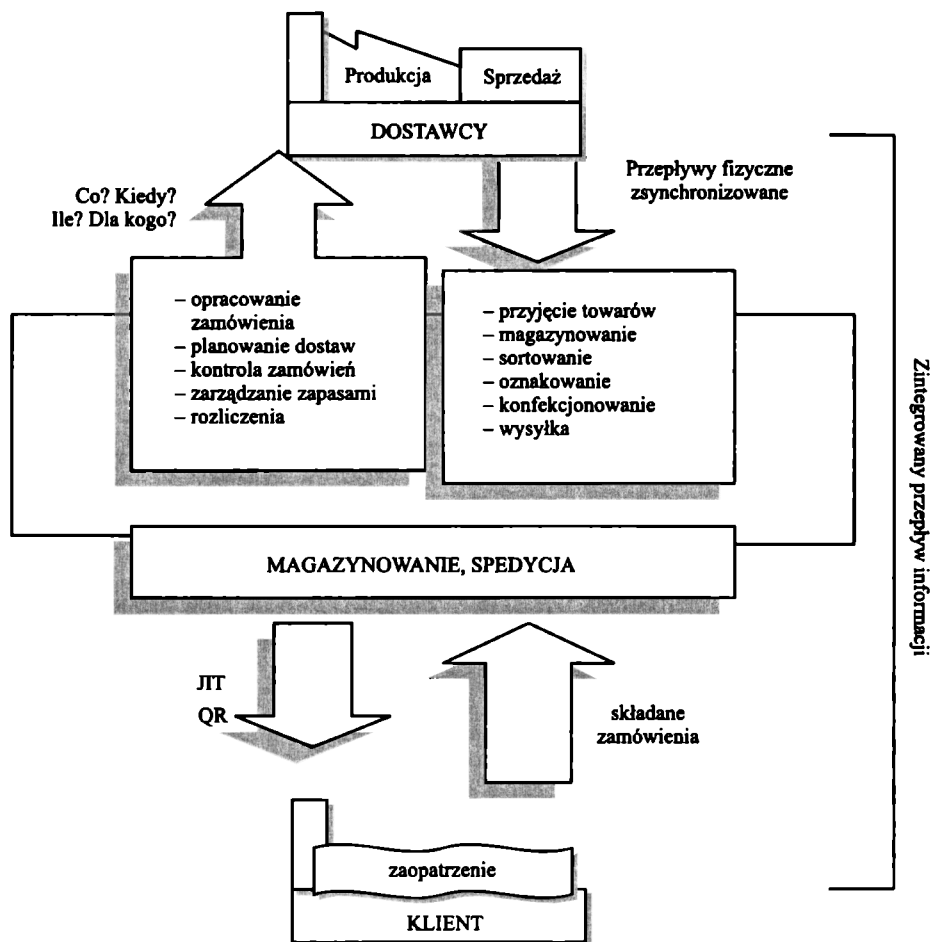 Produkcja
Sprzedaż
DOSTAWCY
Co? Kiedy?
Ile? Dla kogo?
Przepływy fizyczne
zsynchronizowane
– opracowanie
zamówienia
– planowanie dostaw
– kontrola zamówień
– zarządzanie zapasami
– rozliczenia
– przyjęcie towarów
– magazynowanie
– sortowanie
– oznakowanie
– konfekcjonowanie
– wysyłka
Zintegrowany przepływ informacji
MAGAZYNOWANIE, SPEDYCJA
JIT
QR
składane
zamówienia
zaopatrzenie
KLIENT